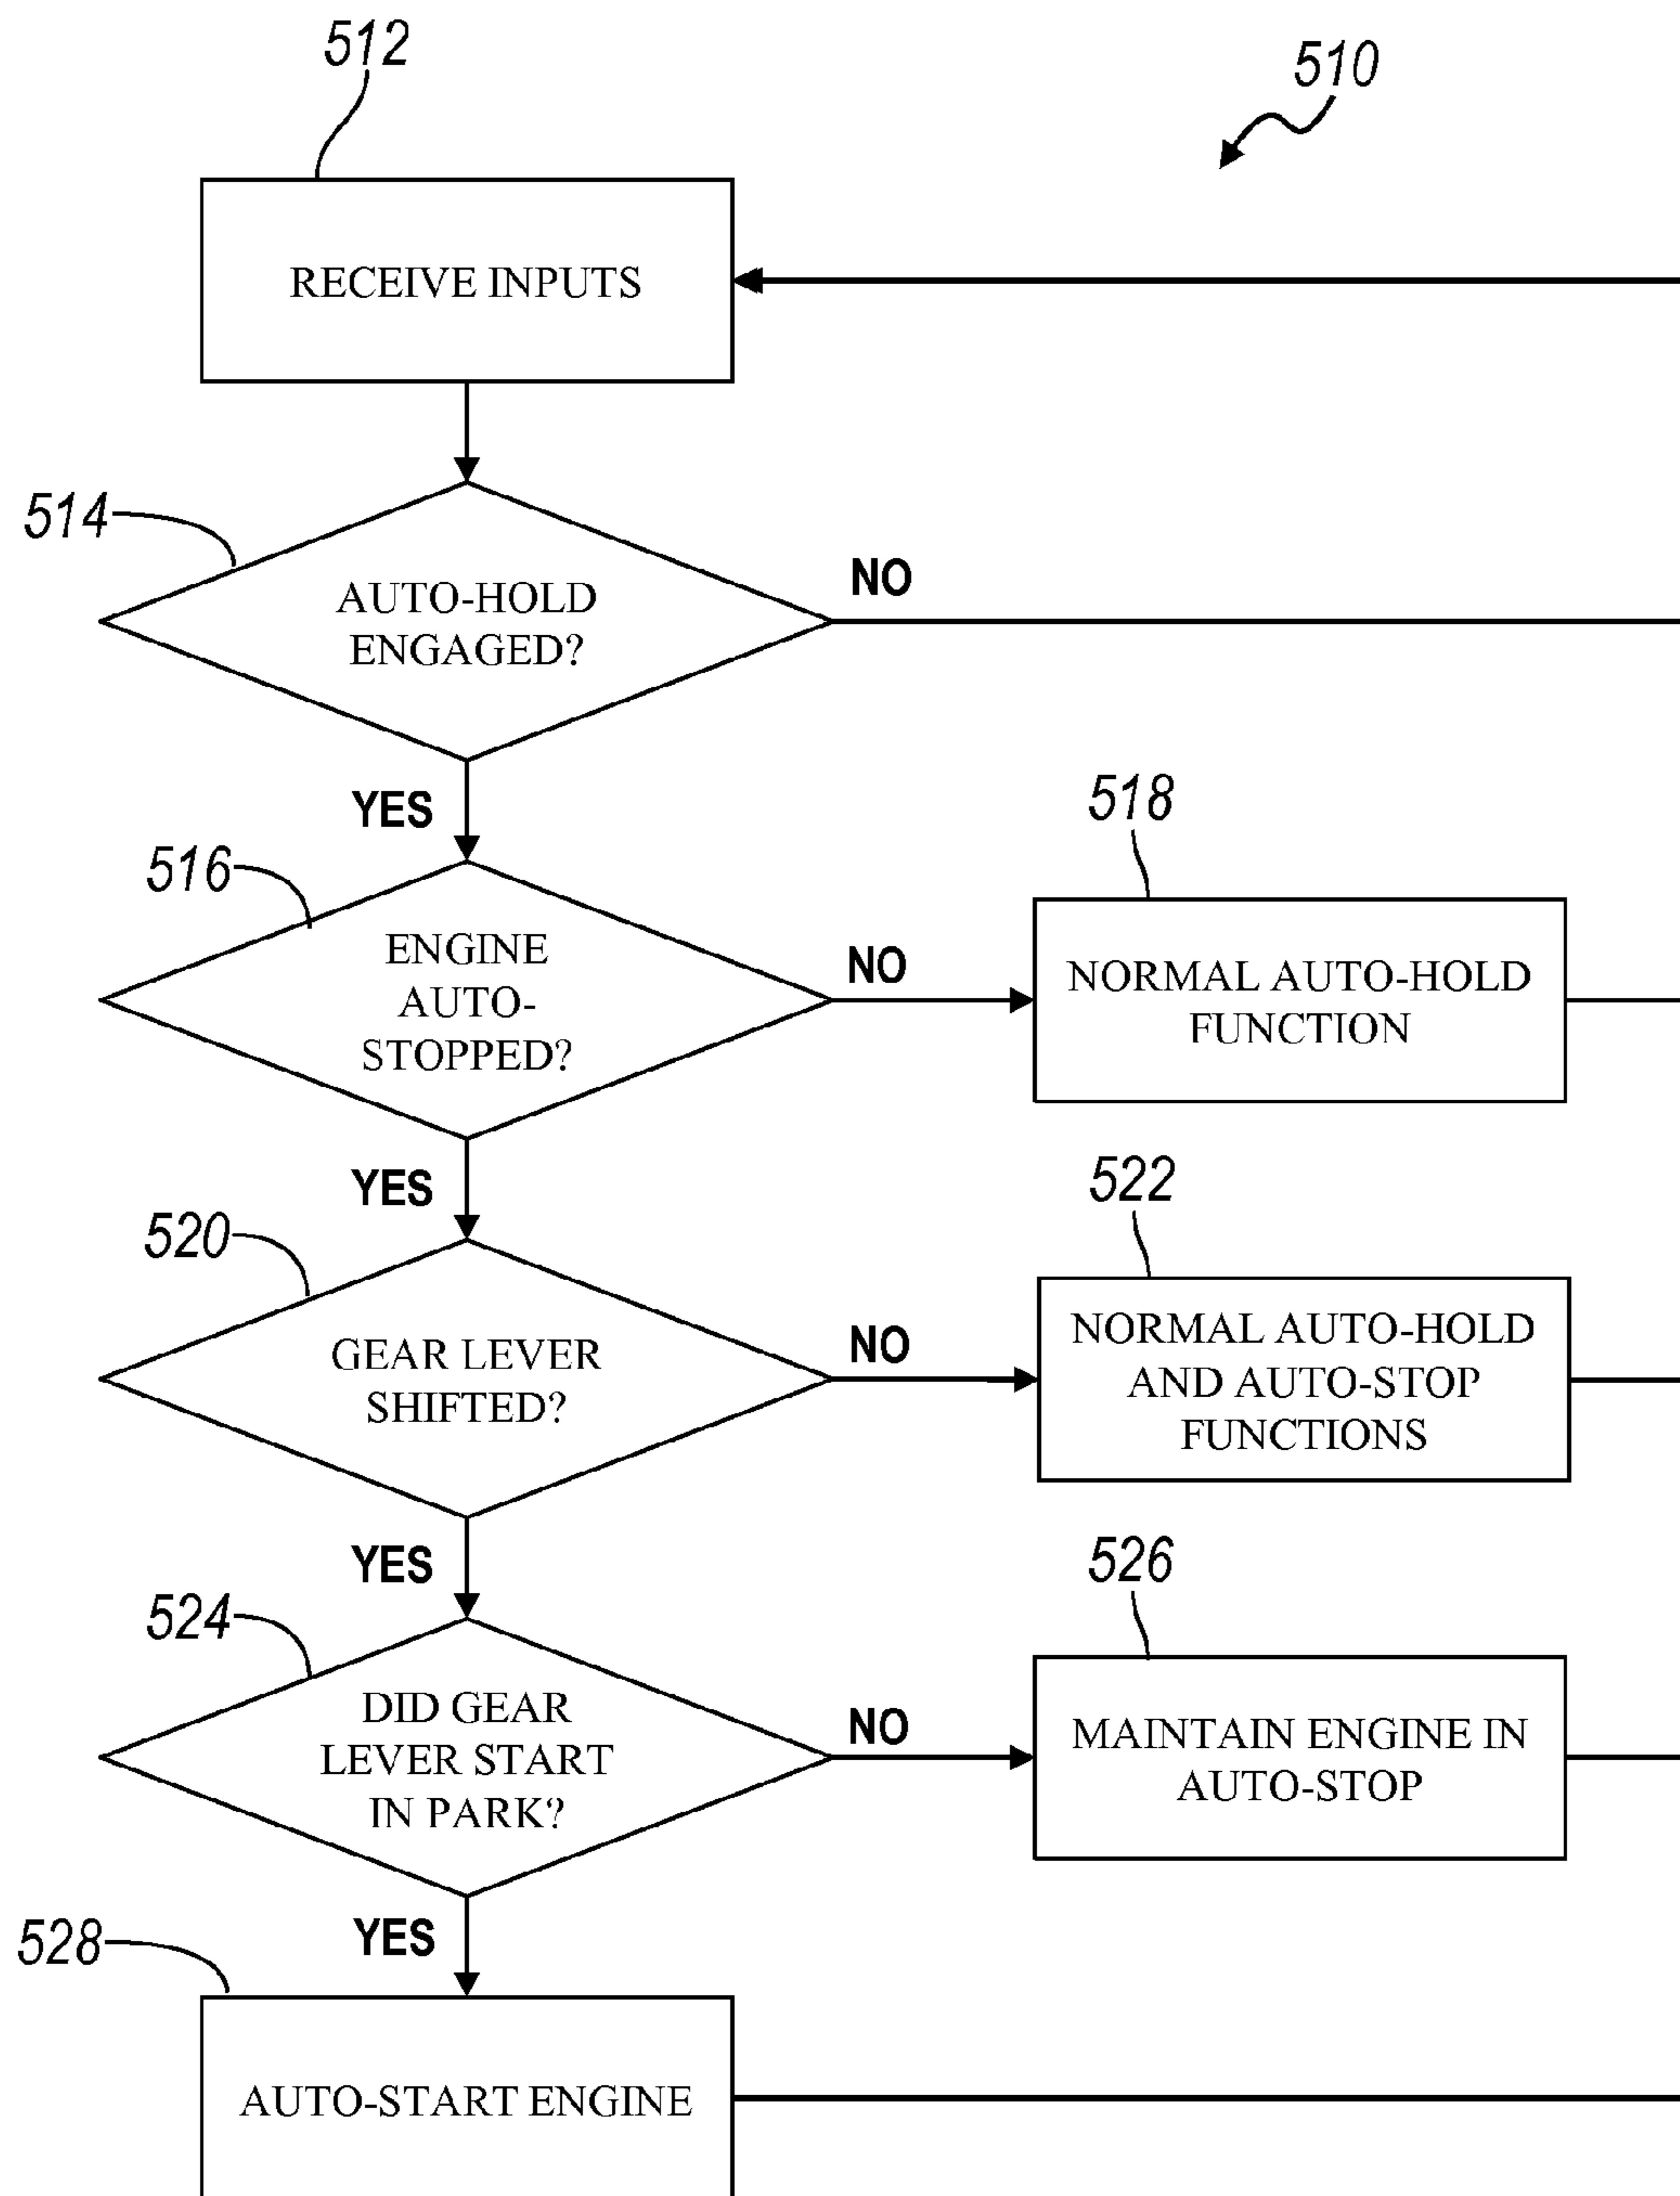 512
510
RECEIVE INPUTS
514
AUTO-HOLD
ENGAGED?
NO
YES
516
ENGINE
AUTO-
STOPPED?
NO
518
NORMAL AUTO-HOLD
FUNCTION
YES
520
GEAR LEVER
SHIFTED?
NO
522
NORMAL AUTO-HOLD
AND AUTO-STOP
FUNCTIONS
YES
524
DID GEAR
LEVER START
IN PARK?
NO
526
MAINTAIN ENGINE IN
AUTO-STOP
YES
528
AUTO-START ENGINE